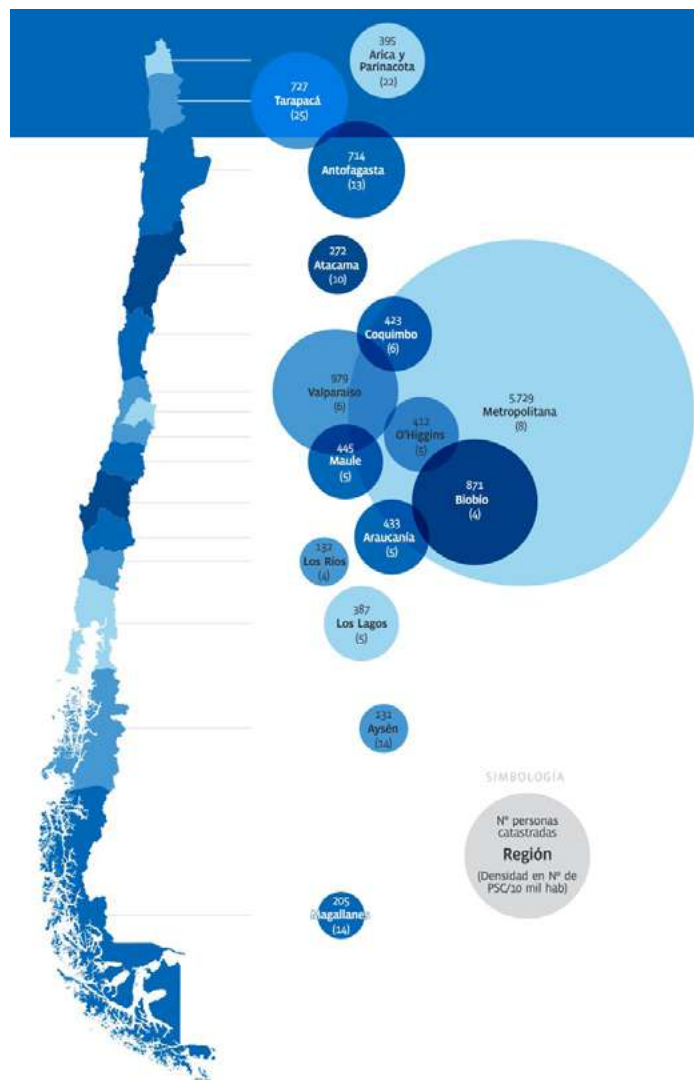 395
Arica y
Parinacota
(22)
727
Tarapacá
(25)
714
Antofagasta
(13)
272
Atacama
(10)
423
Coquimbo
(6)
979
Valparaíso
(6)
5.729
Metropolitana
(8)
412
O'Higgins
(5)
445
Maule
(5)
871
Biobío
(4)
433
Araucanía
(5)
132
Los Ríos
(4)
387
Los Lagos
(5)
131
Aysén
(14)
SIMBOLOGÍA
N° personas
catastradas
Región
(Densidad en N° de
PSC/10 mil hab)
205
Magallanes
(14)